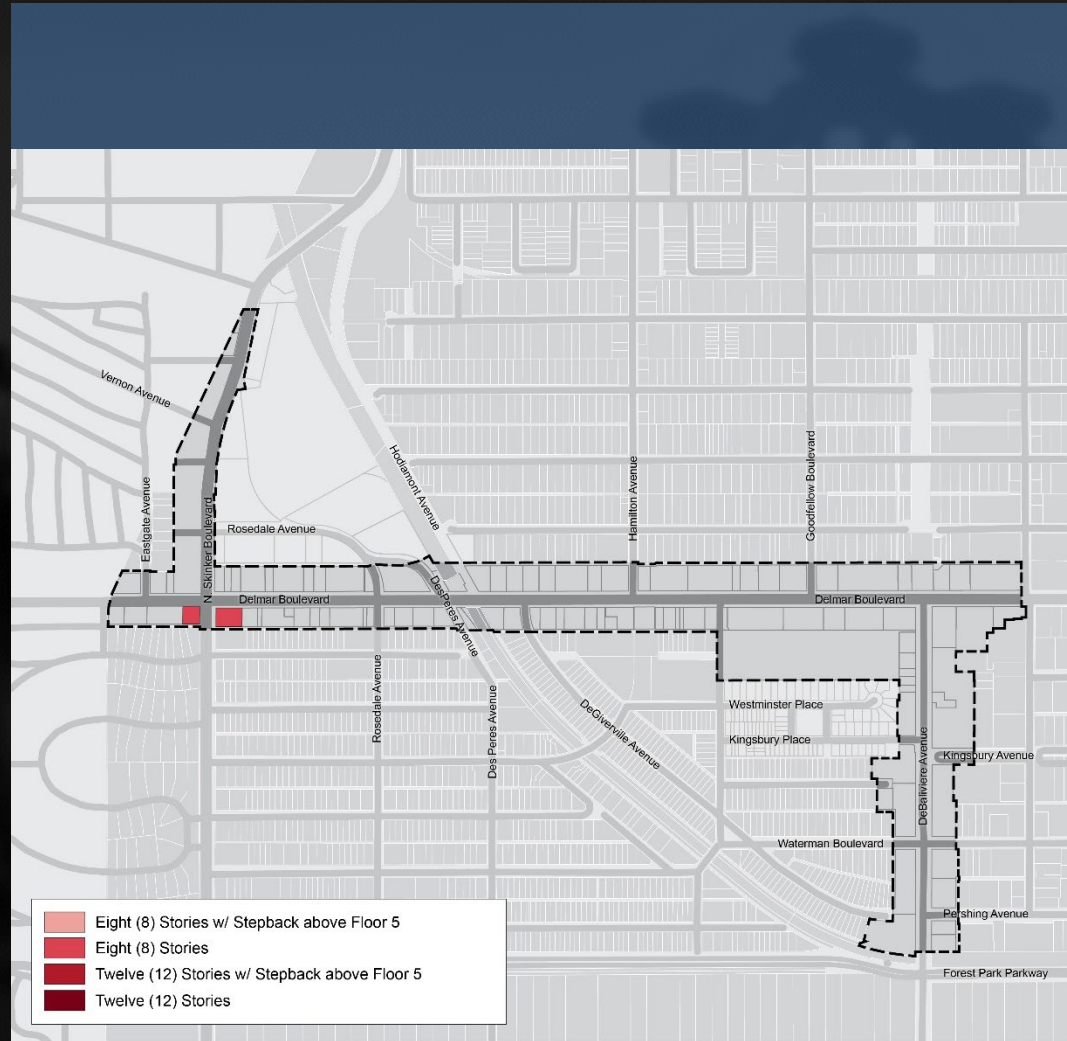 Vernon Avenue
Eastgate Avenue
N. Skinker Boulevard
Hodiamont Avenue
Hamilton Avenue
Goodfellow Boulevard
Rosedale Avenue
Delmar Boulevard
DesPeres Avenue
Delmar Boulevard
Rosedale Avenue
Des Peres Avenue
DeGiverville Avenue
Westminster Place
Kingsbury Place
Kingsbury Avenue
DeBaliviere Avenue
Waterman Boulevard
Pershing Avenue
Forest Park Parkway
Eight (8) Stories w/ Stepback above Floor 5
Eight (8) Stories
Twelve (12) Stories w/ Stepback above Floor 5
Twelve (12) Stories